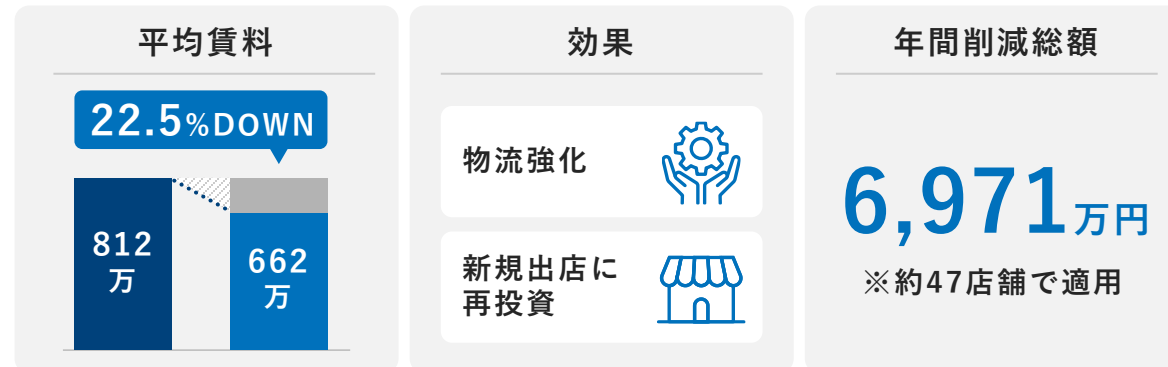 平均賃料
22.5%DOWN
812
万
662
万
効果
物流強化
新規出店に
再投資
年間削減総額
6,971万円
※約47店舗で適用